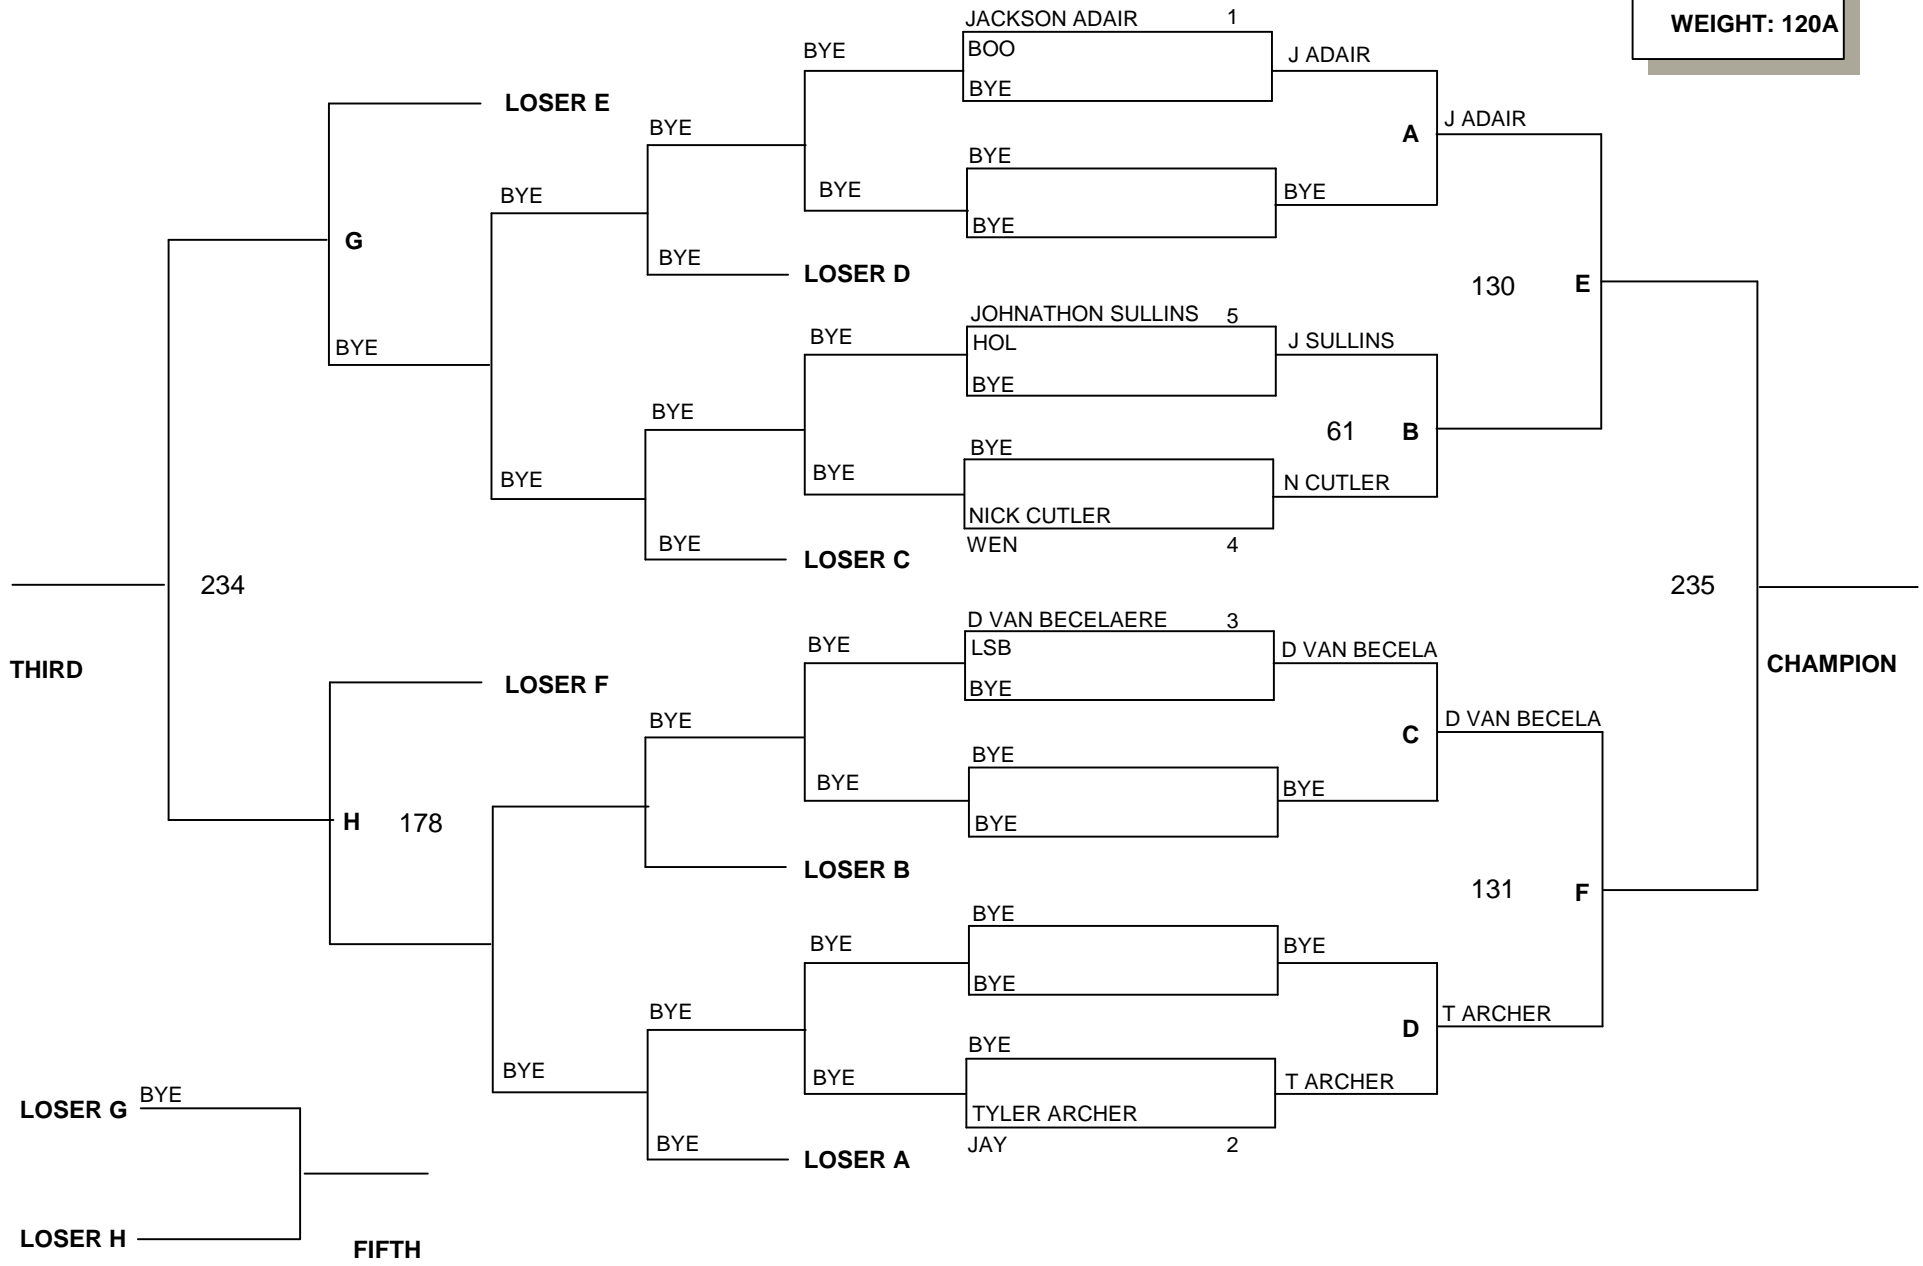 JACKSON ADAIR 1
WEIGHT: 120A
BYE BOO J ADAIR
BYE
LOSER E
BYE A J ADAIR
BYE
BYE BYE BYE
BYE
G
LOSER D
BYE
130 E
JOHNATHON SULLINS 5
BYE HOL J SULLINS
BYE
BYE
BYE
61 B
BYE
BYE BYE N CUTLER
NICK CUTLER
BYE LOSER C WEN 4
234 235
D VAN BECELAERE 3
THIRD BYE LSB D VAN BECELA CHAMPION
LOSER F BYE
BYE C D VAN BECELA
BYE
BYE BYE
H 178 BYE
LOSER B
131 F
BYE
BYE BYE
BYE
BYE D T ARCHER
BYE
BYE BYE T ARCHER
LOSER G BYE TYLER ARCHER
BYE LOSER A JAY 2
LOSER H FIFTH